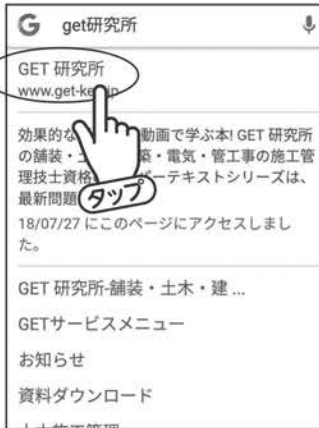 G get研究所
GET 研究所
www.get-ke
効果的な 動画で学ぶ本! GET 研究所
の舗装・ 築・電気・管工事の施工管
理技士資格 ーテキストシリーズは、
最新問題
タップ
18/07/27 にこのページにアクセスしまし
た。
GET 研究所-舗装・土木・建 ...
GETサービスメニュー
お知らせ
資料ダウンロード